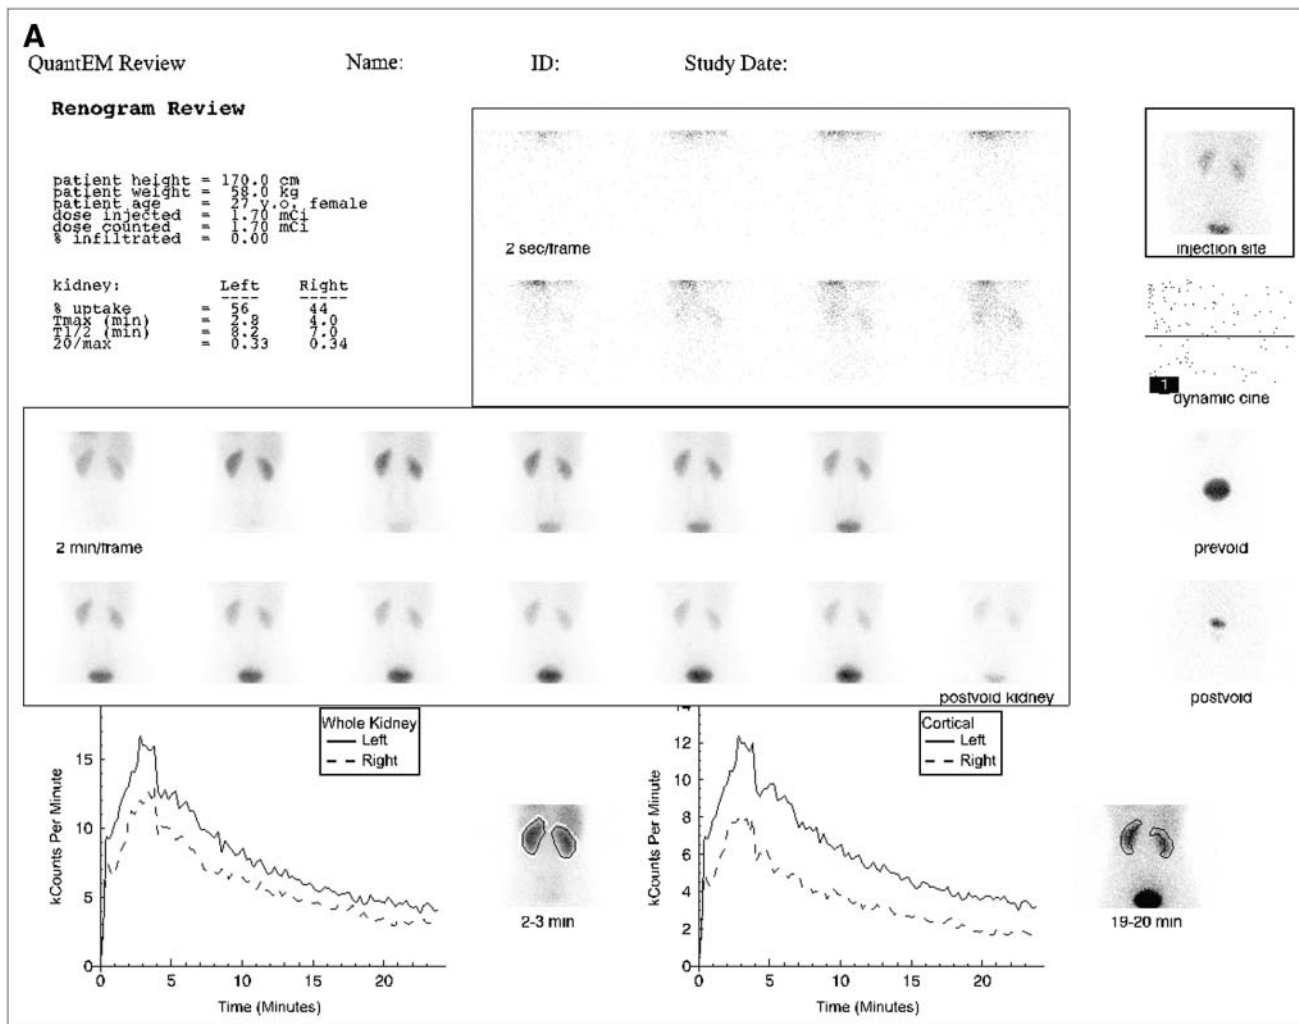 A
QuantEM Review Name: ID: Study Date:
Renogram Review
patient height = 170.0 cm
patient weight = 58.0 kg
patient age = 27 y.o. female
dose injected = 1.70 mCi
dose counted = 1.70 mCi
% infiltrated = 0.00
kidney: Left Right
% uptake = 56 44
Tmax (min) = 2.8 4.0
T1/2 (min) = 8.2 7.0
20/max = 0.33 0.34
2 sec/frame
injection site
1
dynamic cine
2 min/frame
prevoid
postvoid kidney
postvoid
Whole Kidney
Left
Right
15
10
5
0
kCounts Per Minute
0 5 10 15 20
Time (Minutes)
2-3 min
Cortical
Left
Right
14
12
10
8
6
4
2
0
kCounts Per Minute
0 5 10 15 20
Time (Minutes)
19-20 min